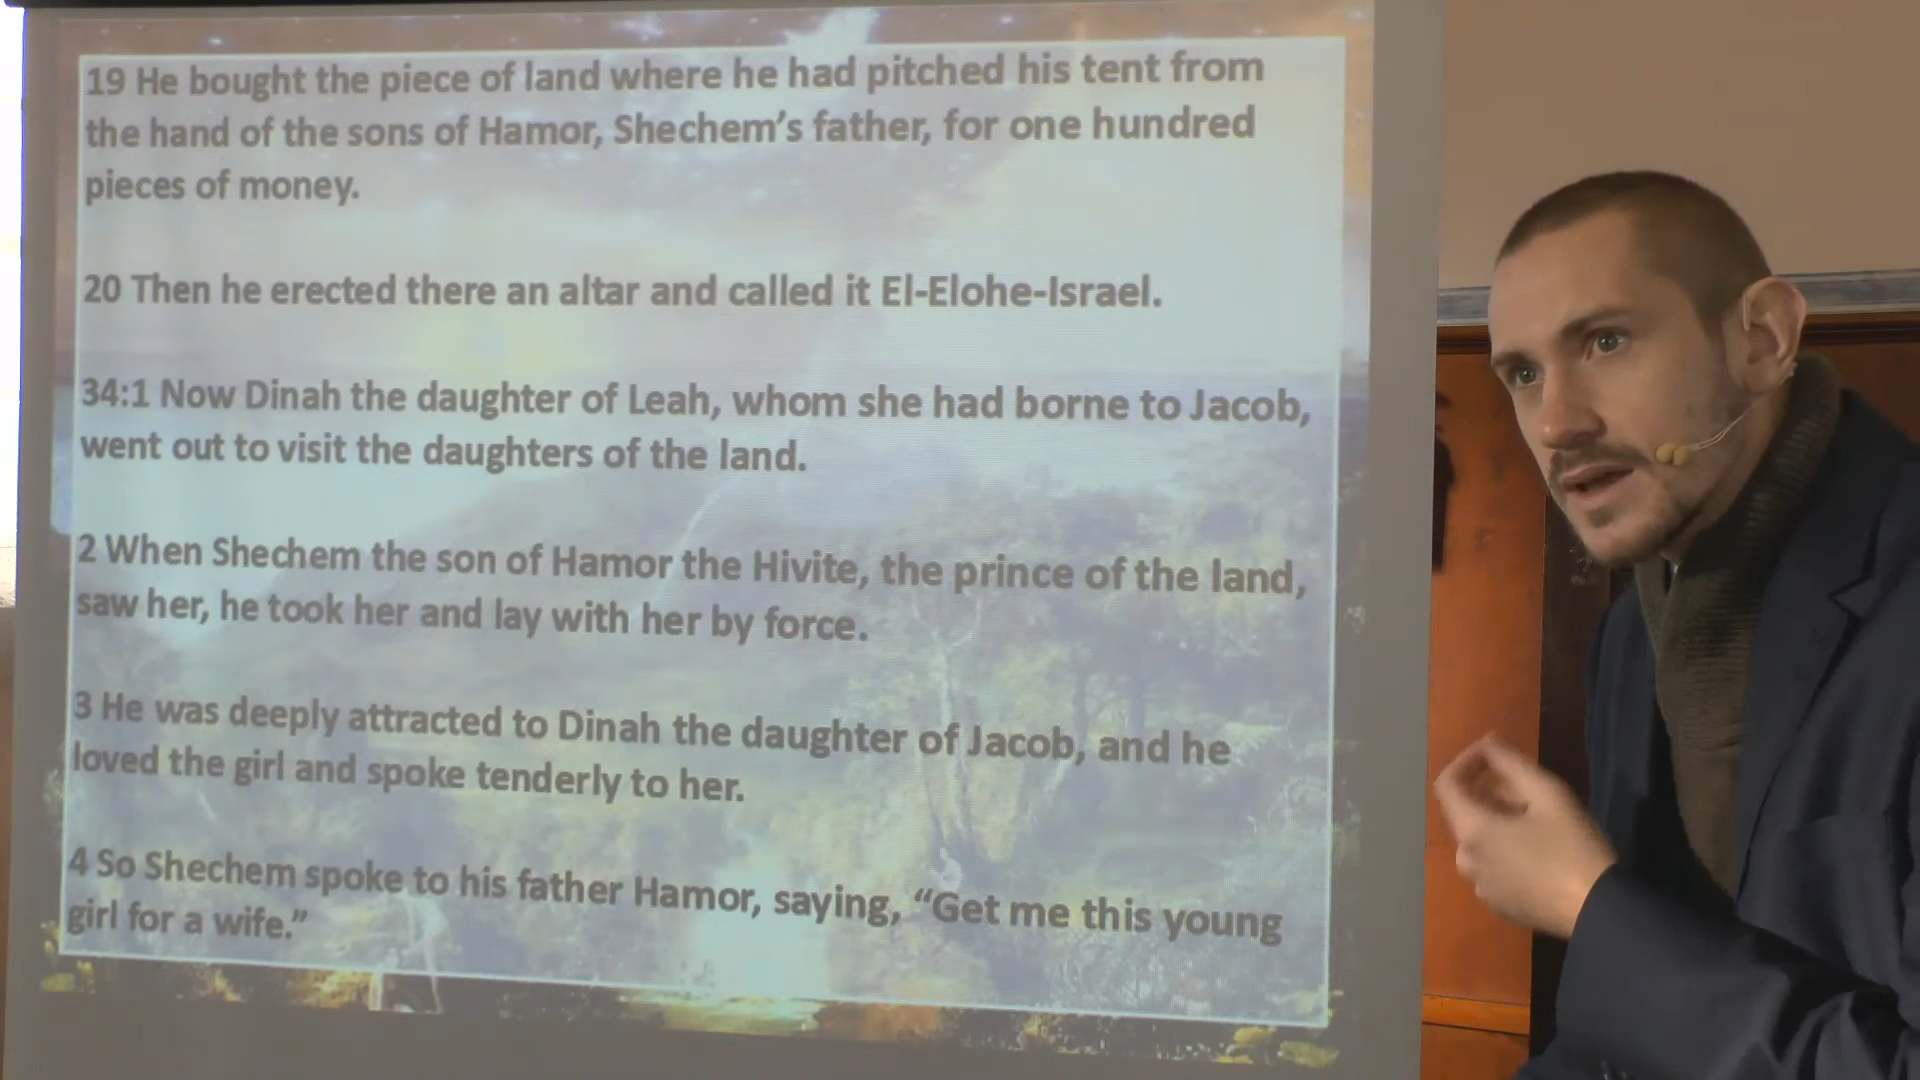 19 He bought the piece of land where he had pitched his tent from
the hand of the sons of Hamor, Shechem’s father, for one hundred
pieces of money.
20 Then he erected there an altar and called it El-Elohe-Israel.
34:1 Now Dinah the daughter of Leah, whom she had borne to Jacob,
went out to visit the daughters of the land.
2 When Shechem the son of Hamor the Hivite, the prince of the land,
saw her, he took her and lay with her by force.
3 He was deeply attracted to Dinah the daughter of Jacob, and he
loved the girl and spoke tenderly to her.
4 So Shechem spoke to his father Hamor, saying, “Get me this young
girl for a wife.”